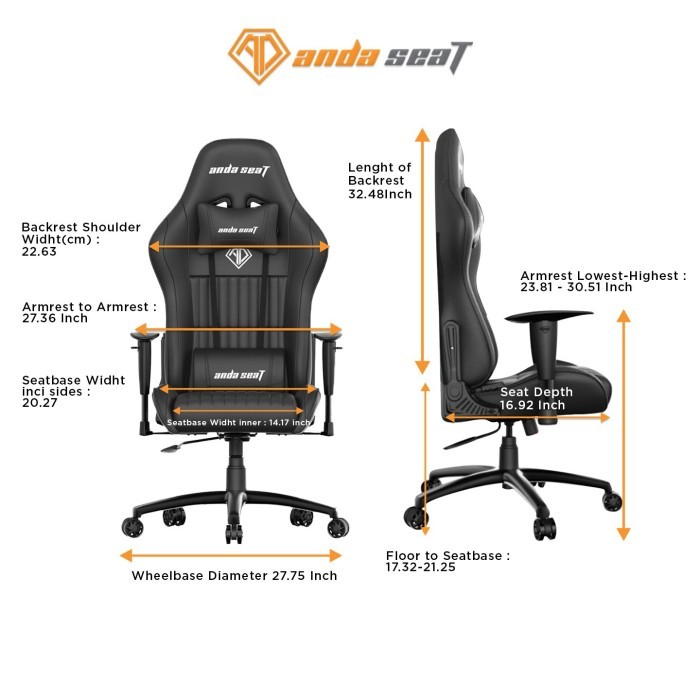 anda seaT
Lenght of
Backrest
32.48Inch
anda seaT
Backrest Shoulder
Widht(cm) :
22.63
anda seaT
Armrest Lowest-Highest :
23.81 - 30.51 Inch
Armrest to Armrest :
27.36 Inch
Seatbase Widht
inci sides :
20.27
anda seaT
Seat Depth
16.92 Inch
Seatbase Widht inner : 14.17 inch
Floor to Seatbase :
17.32-21.25
Wheelbase Diameter 27.75 Inch